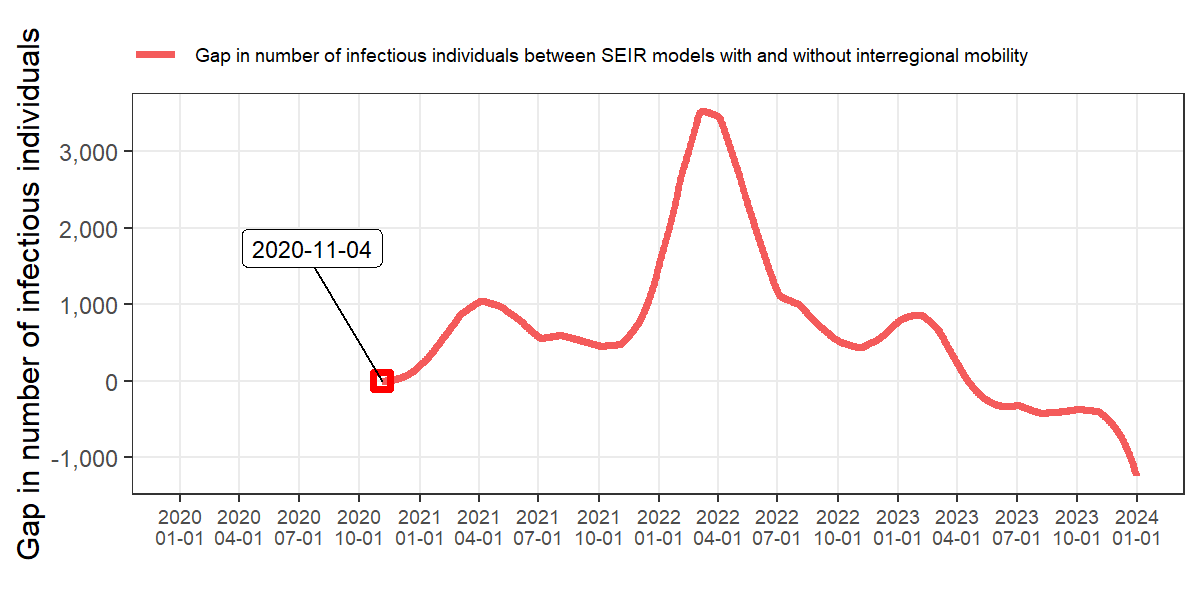 Gap in number of infectious individuals between SEIR models with and without interregional mobility
Gap in number of infectious individuals
3,000
2,000
1,000
0
-1,000
2020-11-04
2020 2020 2020 2020 2021 2021 2021 2021 2022 2022 2022 2022 2023 2023 2023 2023 2024
01-01 04-01 07-01 10-01 01-01 04-01 07-01 10-01 01-01 04-01 07-01 10-01 01-01 04-01 07-01 10-01 01-01